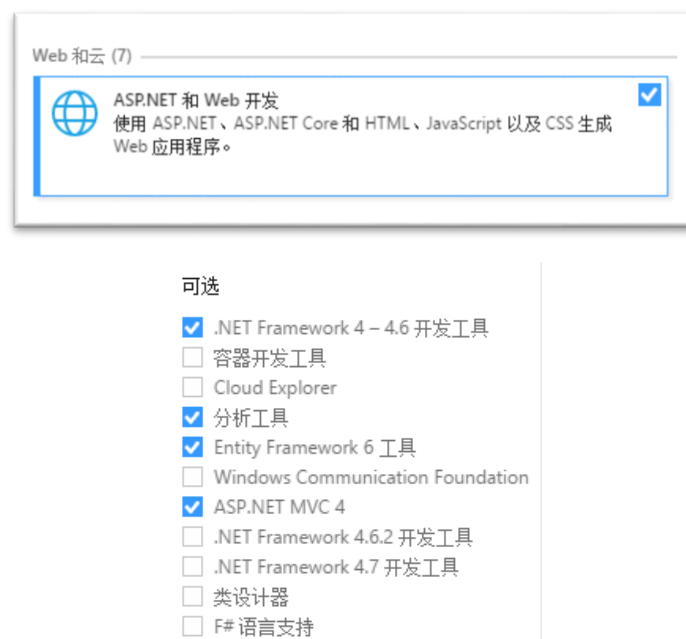 Web 和云 (7)
ASP.NET 和 Web 开发
使用 ASP.NET、ASP.NET Core 和 HTML、JavaScript 以及 CSS 生成
Web 应用程序。
可选
.NET Framework 4 – 4.6 开发工具
容器开发工具
Cloud Explorer
分析工具
Entity Framework 6 工具
Windows Communication Foundation
ASP.NET MVC 4
.NET Framework 4.6.2 开发工具
.NET Framework 4.7 开发工具
类设计器
F# 语言支持